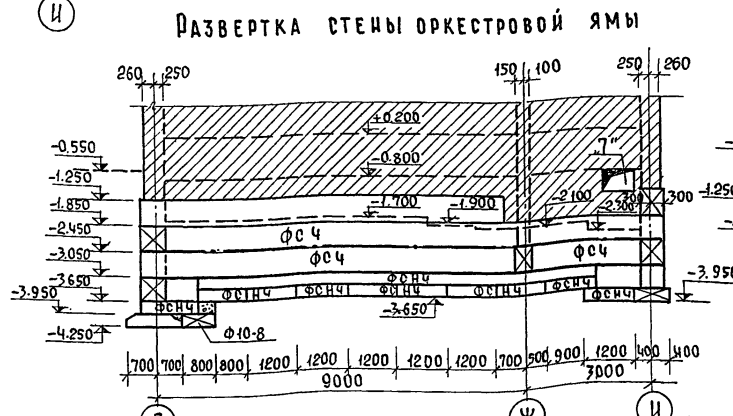 И
РАЗВЕРТКА СТЕНЫ ОРКЕСТРОВОЙ ЯМЫ
260 250 150 100 250 260
+0.200
-0.550 -0.800 "7"
-1.250 -1.700 -1.900 -2.100 300 -2.300 300 -1.250
-1.850
-2.450 ФС4
-3.050 ФС4 ФС4
-3.650 ФСН4 -3.950
-3.950 ФСН4 ФСН4 ФСН4 ФСН4 ФСН4 ФСН4 ФСН4
-3.650
-4.250 Ф10-8
700 700 800 800 1200 1200 1200 1200 1200 700 500 900 1200 400 400
9000 3000
Ж И